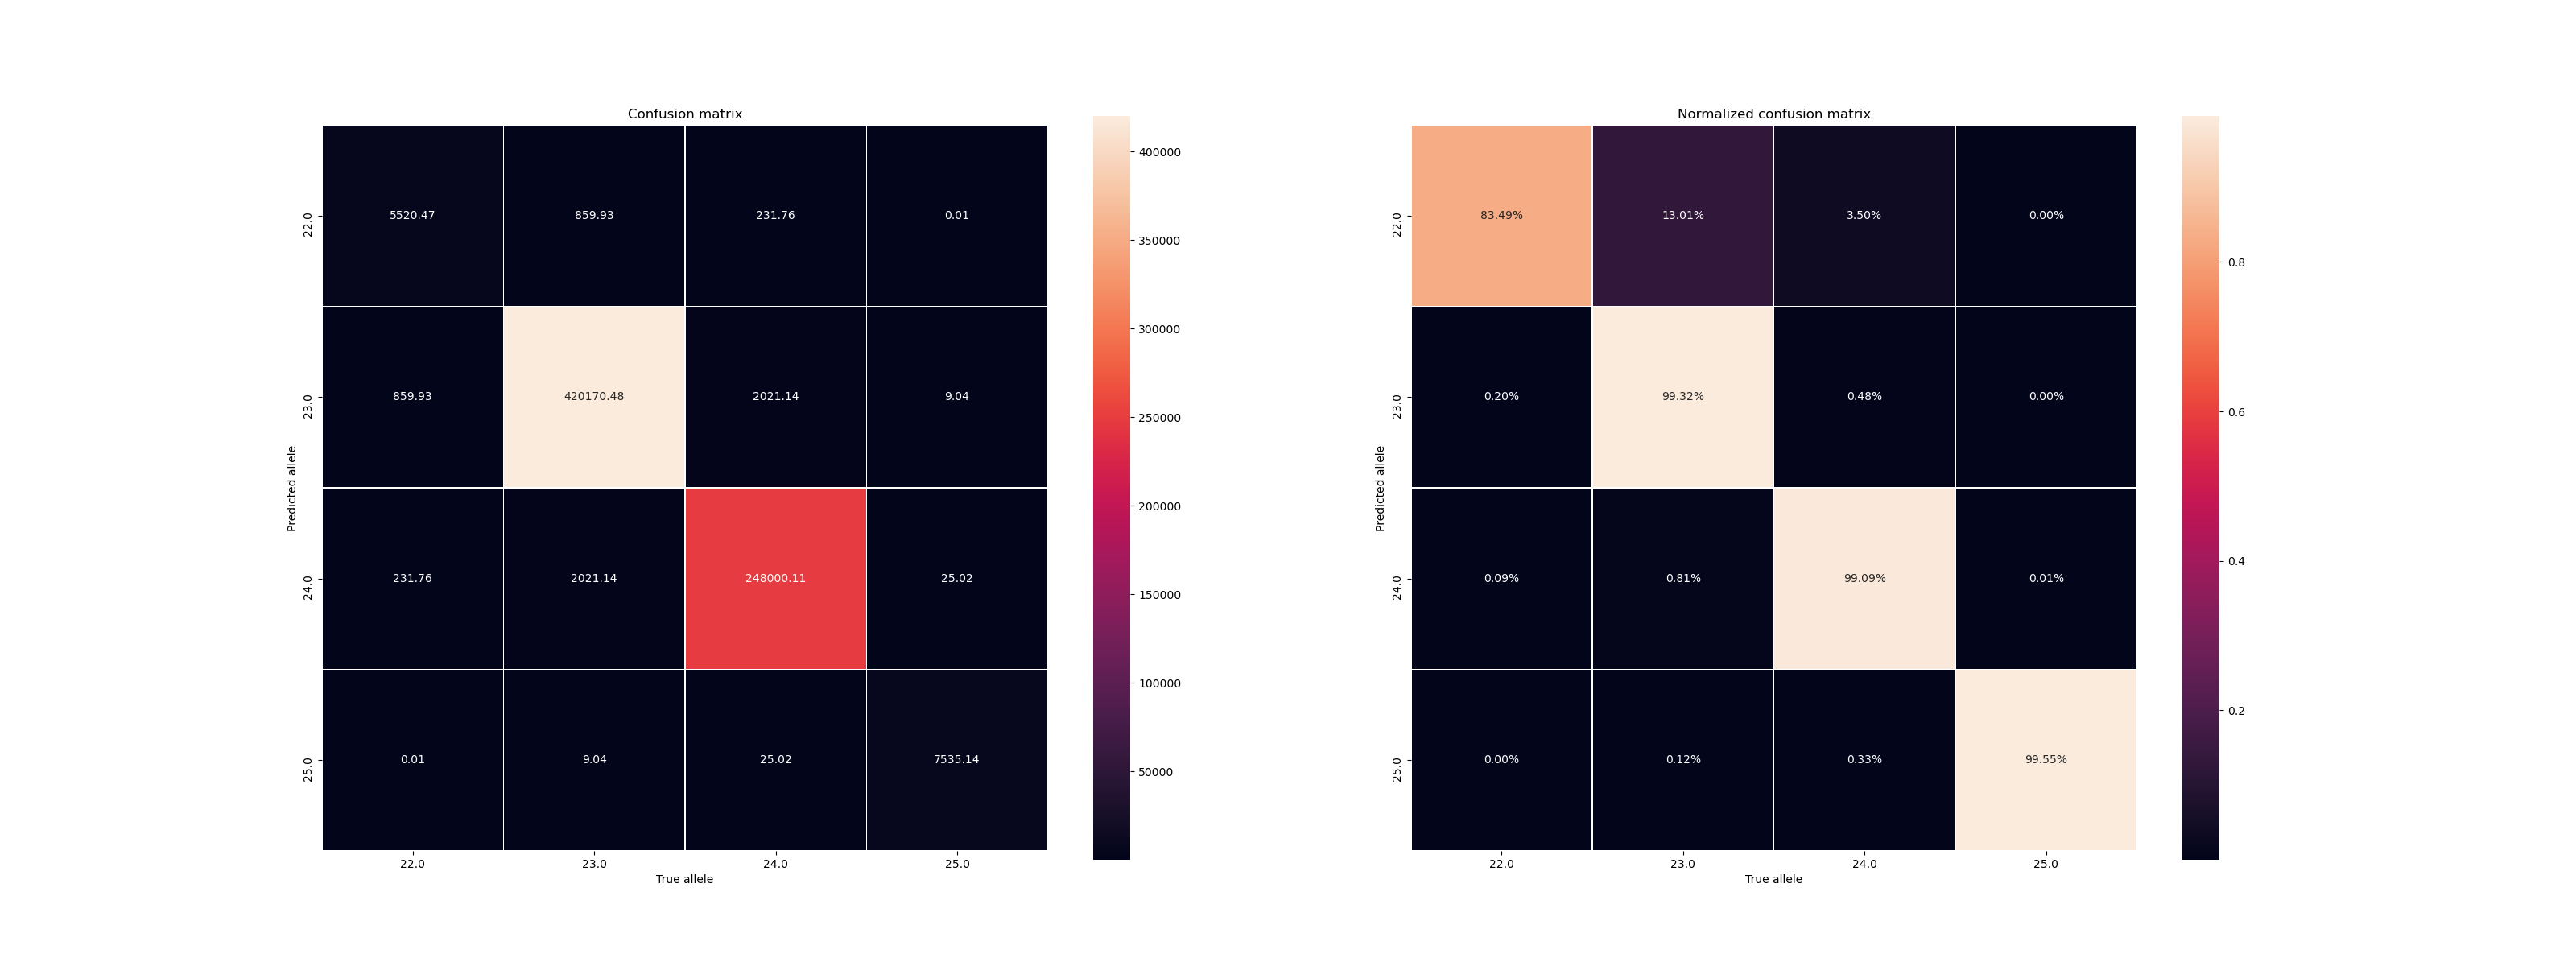 Confusion matrix
5520.47 859.93 231.76 0.01
859.93 420170.48 2021.14 9.04
231.76 2021.14 248000.11 25.02
0.01 9.04 25.02 7535.14
22.0
23.0
24.0
25.0
Predicted allele
22.0 23.0 24.0 25.0
True allele
400000
350000
300000
250000
200000
150000
100000
50000
Normalized confusion matrix
83.49% 13.01% 3.50% 0.00%
0.20% 99.32% 0.48% 0.00%
0.09% 0.81% 99.09% 0.01%
0.00% 0.12% 0.33% 99.55%
22.0
23.0
24.0
25.0
Predicted allele
22.0 23.0 24.0 25.0
True allele
0.8
0.6
0.4
0.2